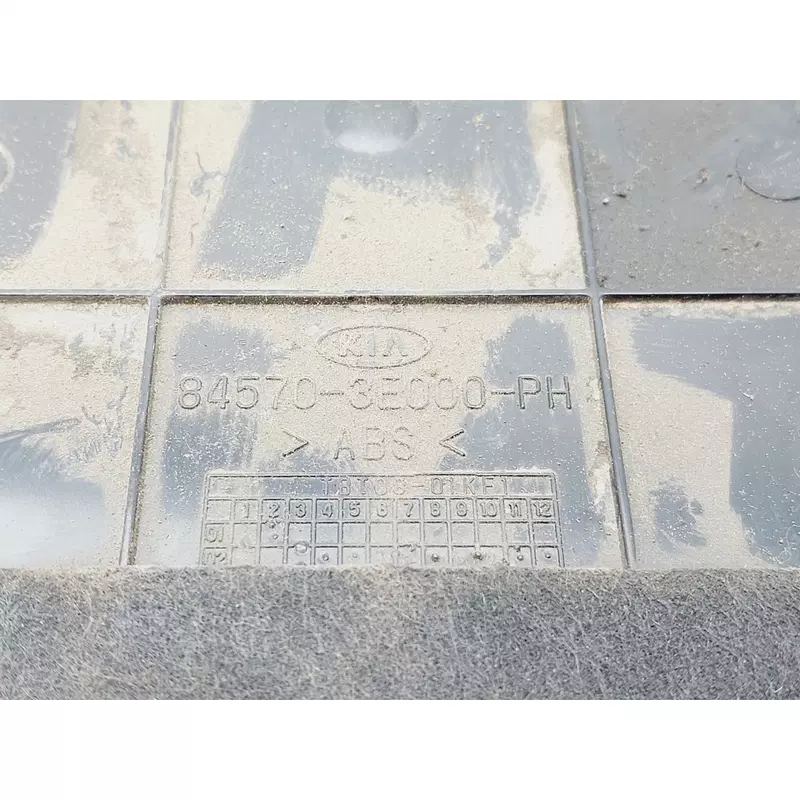 KIA
84570-3E000-PH
> ABS <
1 2 3 4 5 6 7 8 9 10 11 12